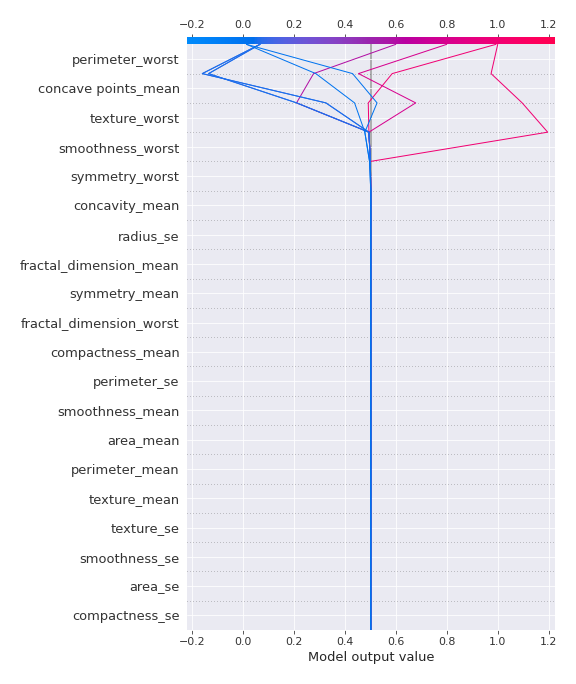 −0.2 0.0 0.2 0.4 0.6 0.8 1.0 1.2
perimeter_worst
concave points_mean
texture_worst
smoothness_worst
symmetry_worst
concavity_mean
radius_se
fractal_dimension_mean
symmetry_mean
fractal_dimension_worst
compactness_mean
perimeter_se
smoothness_mean
area_mean
perimeter_mean
texture_mean
texture_se
smoothness_se
area_se
compactness_se
−0.2 0.0 0.2 0.4 0.6 0.8 1.0 1.2
Model output value